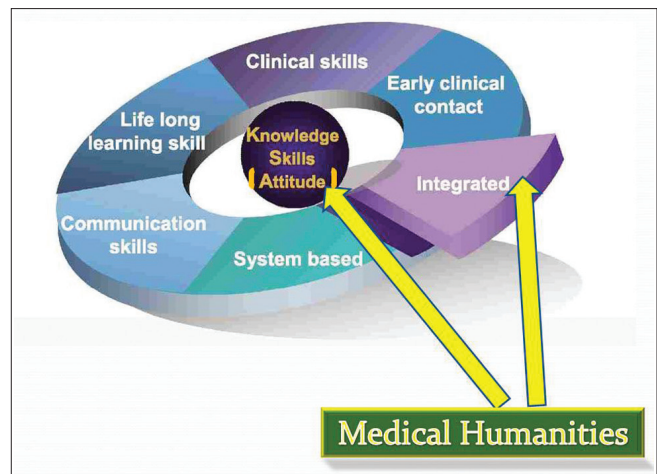 Clinical skills
Early clinical
contact
Life long
learning skill
Knowledge
Skills
Attitude
Integrated
Communication
skills
System based
Medical Humanities